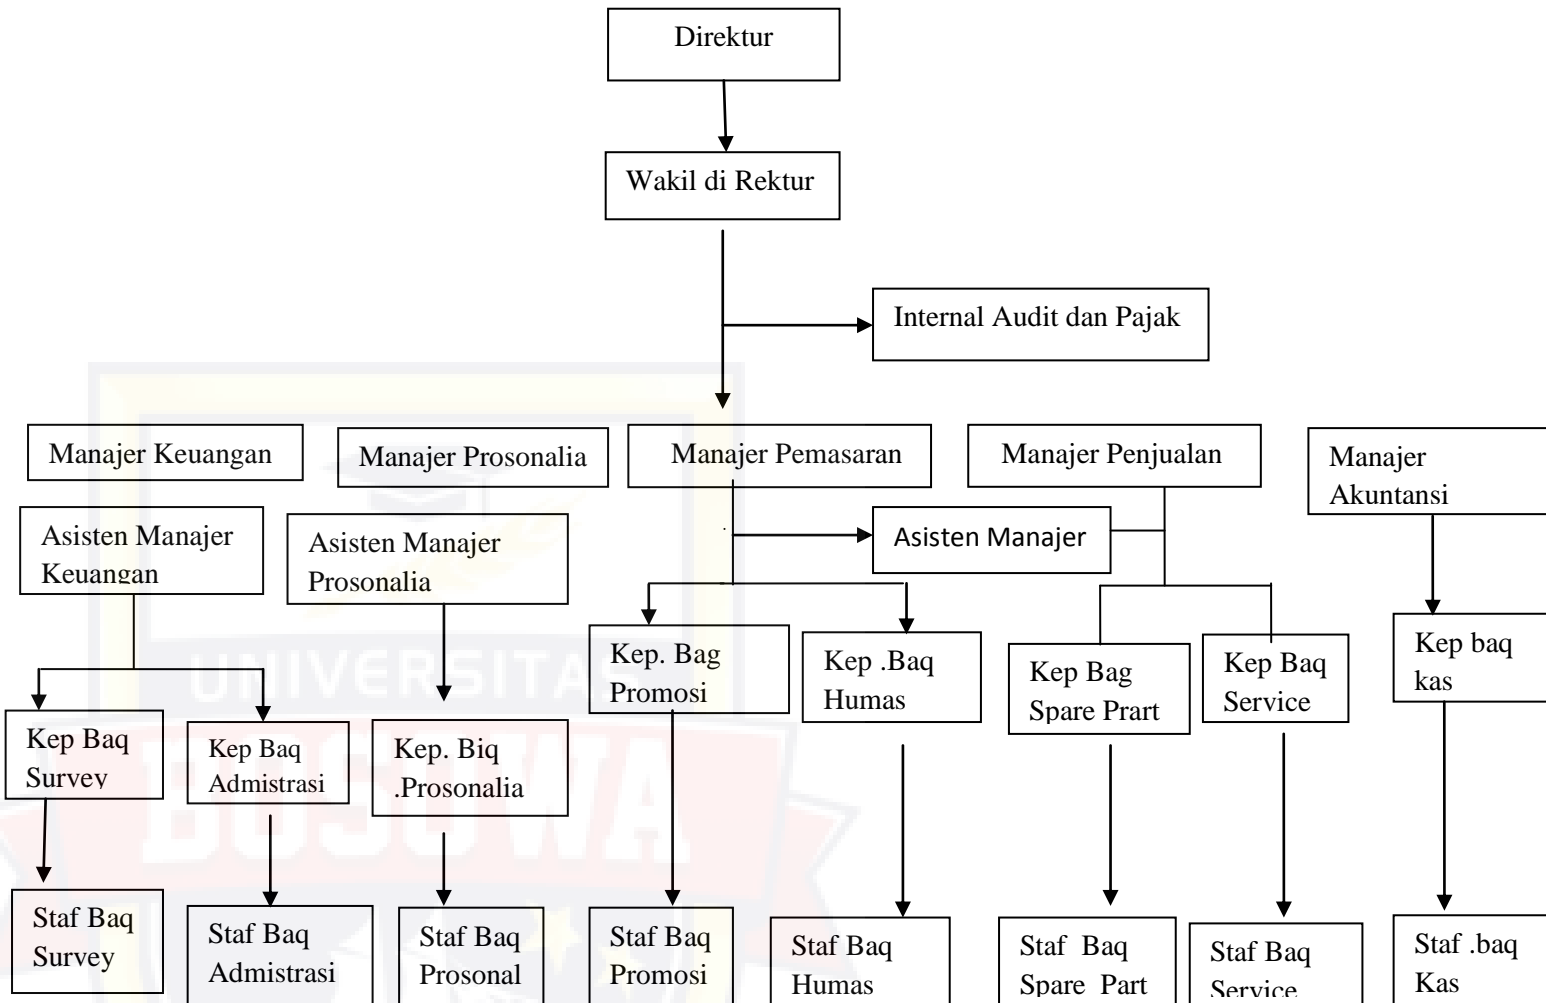 Direktur
Wakil di Rektur
Internal Audit dan Pajak
Manajer Keuangan
Manajer Prosonalia
Manajer Pemasaran
Manajer Penjualan
Manajer
Akuntansi
Asisten Manajer
Keuangan
Asisten Manajer
Prosonalia
Asisten Manajer
Kep. Bag
Promosi
Kep .Baq
Humas
Kep Bag
Spare Prart
Kep Baq
Service
Kep baq
kas
Kep Baq
Survey
Kep Baq
Admistrasi
Kep. Biq
.Prosonalia
Staf Baq
Survey
Staf Baq
Admistrasi
Staf Baq
Prosonal
Staf Baq
Promosi
Staf Baq
Humas
Staf Baq
Spare Part
Staf Baq
Service
Staf .baq
Kas
UNIVERSITAS
BOSOWA